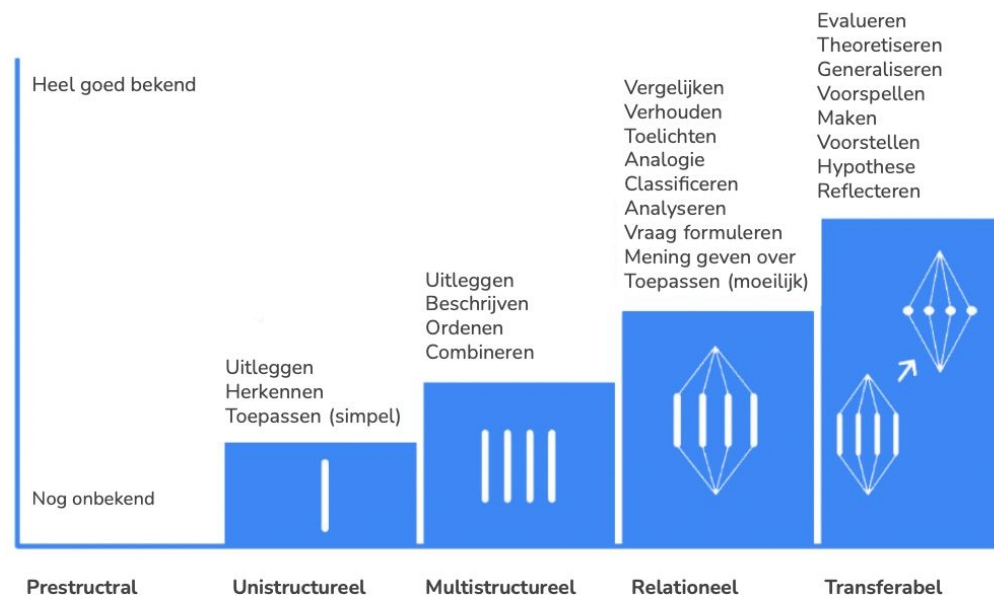 Heel goed bekend
Nog onbekend
Prestructral
Uitleggen
Herkennen
Toepassen (simpel)
Unistructureel
Uitleggen
Beschrijven
Ordenen
Combineren
Multistructureel
Vergelijken
Verhouden
Toelichten
Analogie
Classificeren
Analyseren
Vraag formuleren
Mening geven over
Toepassen (moeilijk)
Relationeel
Evalueren
Theoretiseren
Generaliseren
Voorspellen
Maken
Voorstellen
Hypothese
Reflecteren
Transferabel